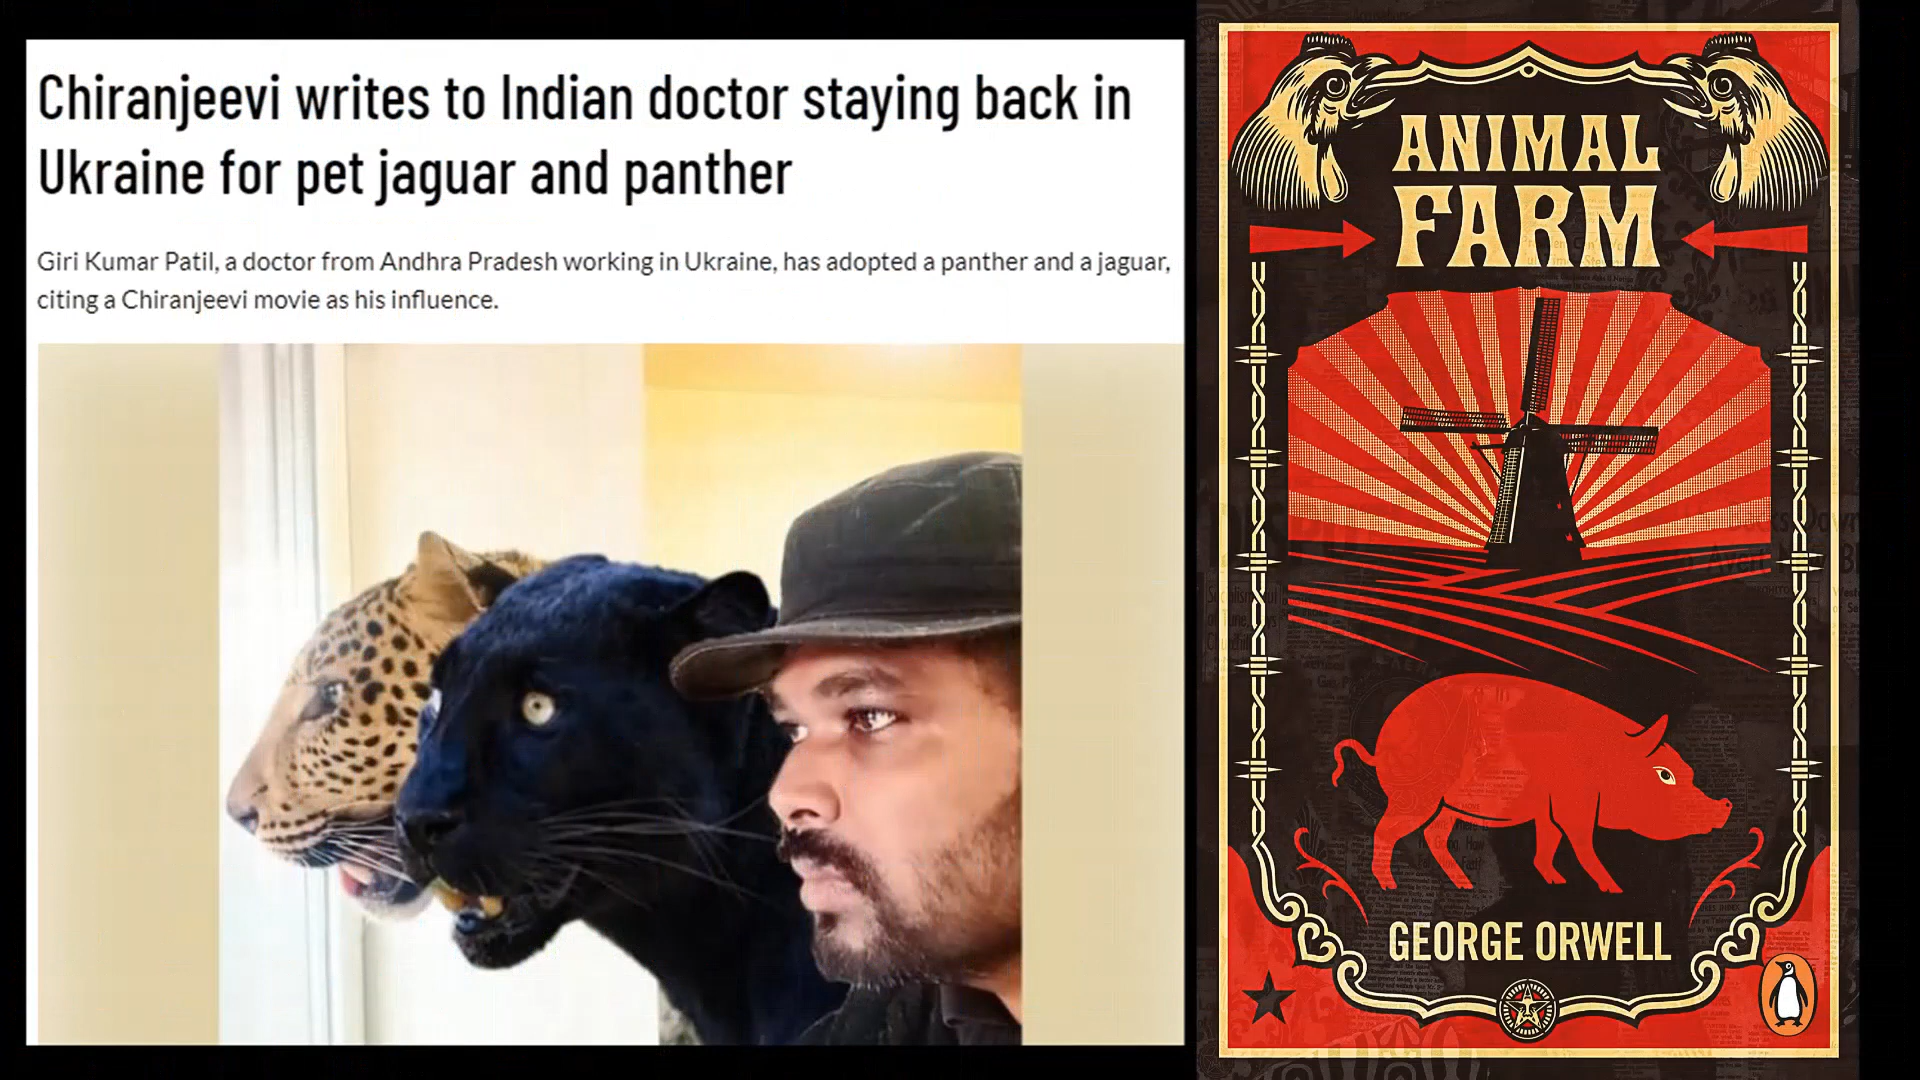 Chiranjeevi writes to Indian doctor staying back in
Ukraine for pet jaguar and panther
Giri Kumar Patil, a doctor from Andhra Pradesh working in Ukraine, has adopted a panther and a jaguar,
citing a Chiranjeevi movie as his influence.
ANIMAL
FARM
GEORGE ORWELL